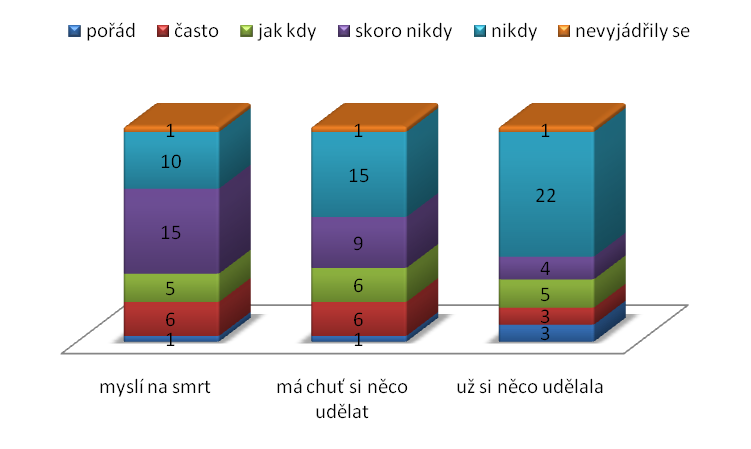 pořád často jak kdy skoro nikdy nikdy nevyjádřily se
1 1 1
10 15 22
15 9 4
5 6 5
6 6 3
1 1 3
myslí na smrt má chuť si něco už si něco udělala
udělat